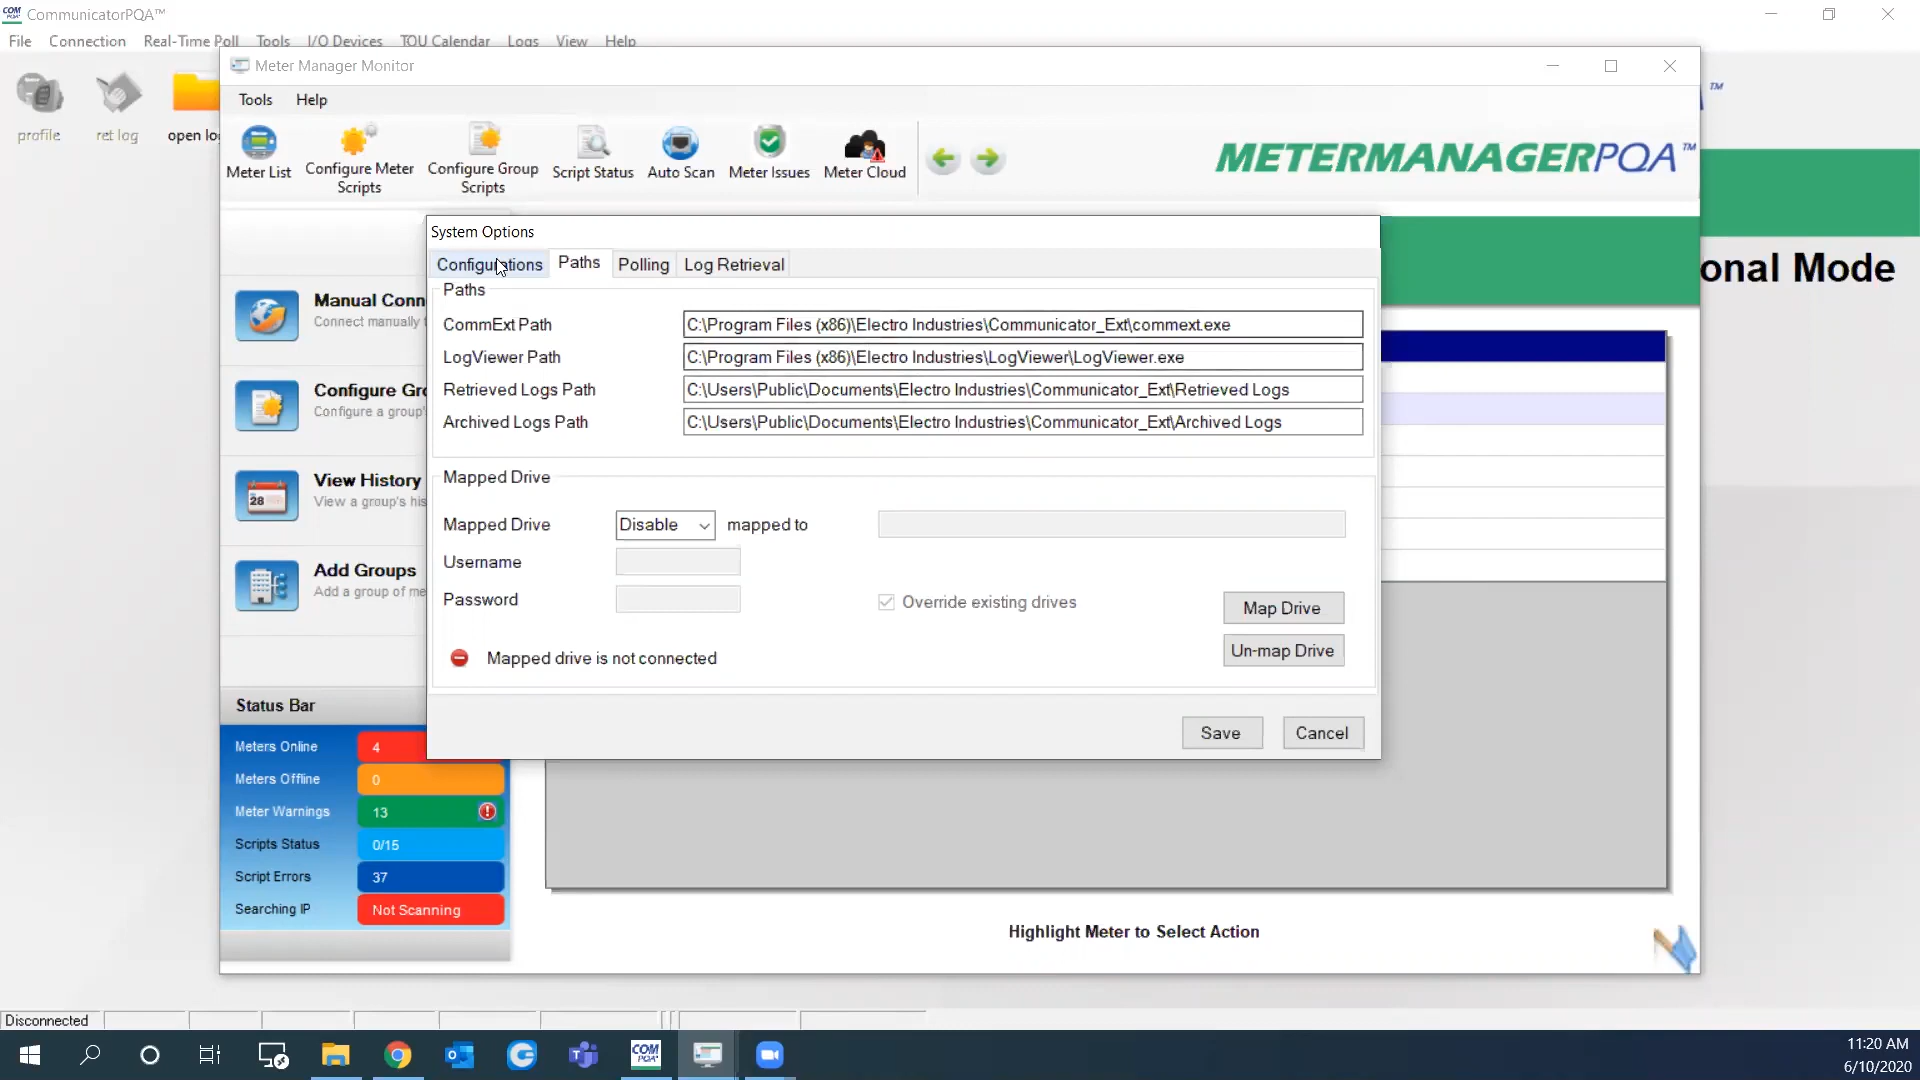 CommunicatorPQA™
File Connection Real-Time Poll Tools I/O Devices TOU Calendar Logs View Help
profile
ret log
open
Meter Manager Monitor
Tools Help
Meter List
Configure Meter
Scripts
Configure Group
Scripts
Script Status
Auto Scan
Meter Issues
Meter Cloud
METERMANAGERPQA™
™
onal Mode
System Options
Configurations Paths Polling Log Retrieval
Paths
CommExt Path C:\Program Files (x86)\Electro Industries\Communicator_Ext\commext.exe
LogViewer Path C:\Program Files (x86)\Electro Industries\LogViewer\LogViewer.exe
Retrieved Logs Path C:\Users\Public\Documents\Electro Industries\Communicator_Ext\Retrieved Logs
Archived Logs Path C:\Users\Public\Documents\Electro Industries\Communicator_Ext\Archived Logs
Mapped Drive
Mapped Drive Disable mapped to
Username
Password
Override existing drives
Map Drive
Un-map Drive
Mapped drive is not connected
Save Cancel
Manual Conn
Connect manually
Configure Gr
Configure a group'
View History
View a group's his
Add Groups
Add a group of me
Status Bar
Meters Online 4
Meters Offline 0
Meter Warnings 13
Scripts Status 0/15
Script Errors 37
Searching IP Not Scanning
Highlight Meter to Select Action
Disconnected
COM
PQA
11:20 AM
6/10/2020